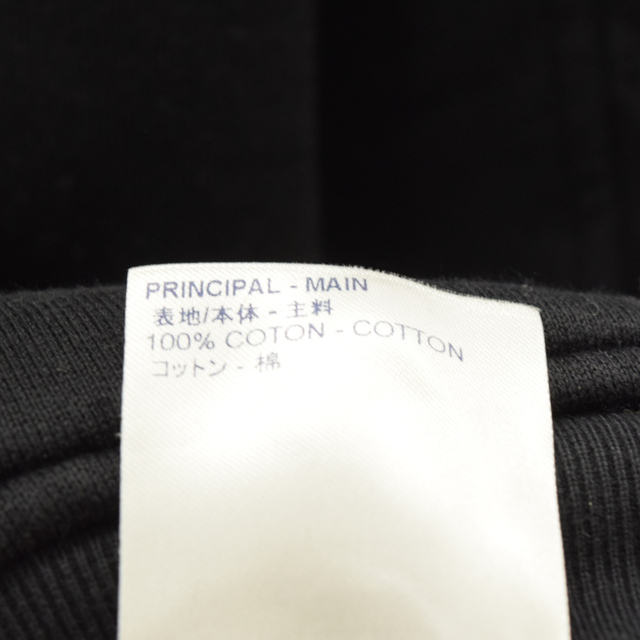 PRINCIPAL - MAIN
表地/本体 - 主料
100% COTON - COTTON
コットン - 棉